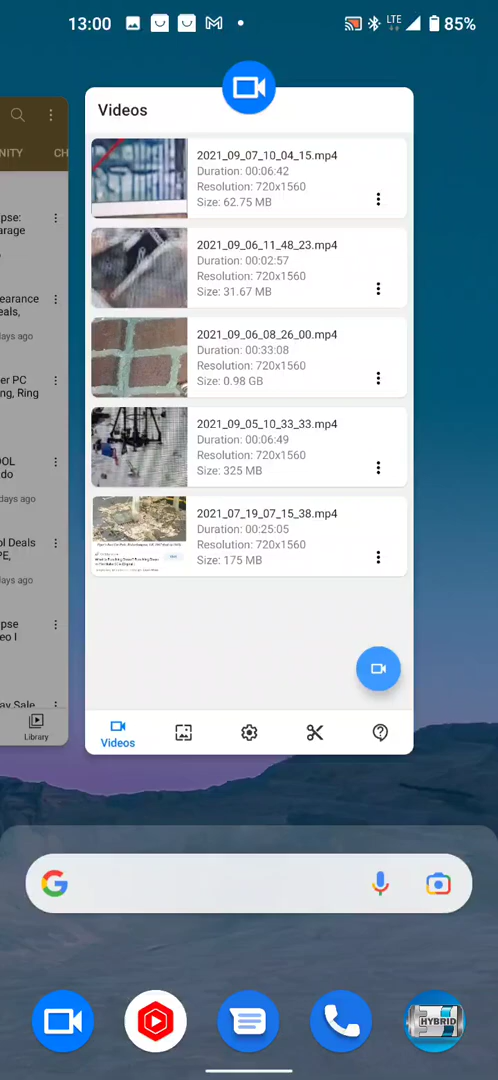 13:00
LTE
85%
Videos
NITY
CH
2021_09_07_10_04_15.mp4
Duration: 00:06:42
Resolution: 720x1560
Size: 62.75 MB
pse:
arage
2021_09_06_11_48_23.mp4
Duration: 00:02:57
Resolution: 720x1560
Size: 31.67 MB
earance
Deals,
ays ago
2021_09_06_08_26_00.mp4
Duration: 00:33:08
Resolution: 720x1560
Size: 0.98 GB
er PC
ng, Ring
2021_09_05_10_33_33.mp4
Duration: 00:06:49
Resolution: 720x1560
Size: 325 MB
OOL
do
days ago
2021_07_19_07_15_38.mp4
Duration: 00:25:05
Resolution: 720x1560
Size: 175 MB
ol Deals
PE,
days ago
pse
eo I
ay Sale
Library
Videos
HYBRID